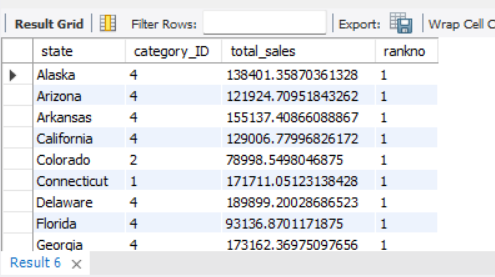 Result Grid Filter Rows: Export: Wrap Cell C
state category_ID total_sales rankno
Alaska 4 138401.35870361328 1
Arizona 4 121924.70951843262 1
Arkansas 4 155137.40866088867 1
California 4 129006.77996826172 1
Colorado 2 78998.5498046875 1
Connecticut 1 171711.05123138428 1
Delaware 4 189899.20028686523 1
Florida 4 93136.8701171875 1
Georgia 4 173162.36975097656 1
Result 6 ×